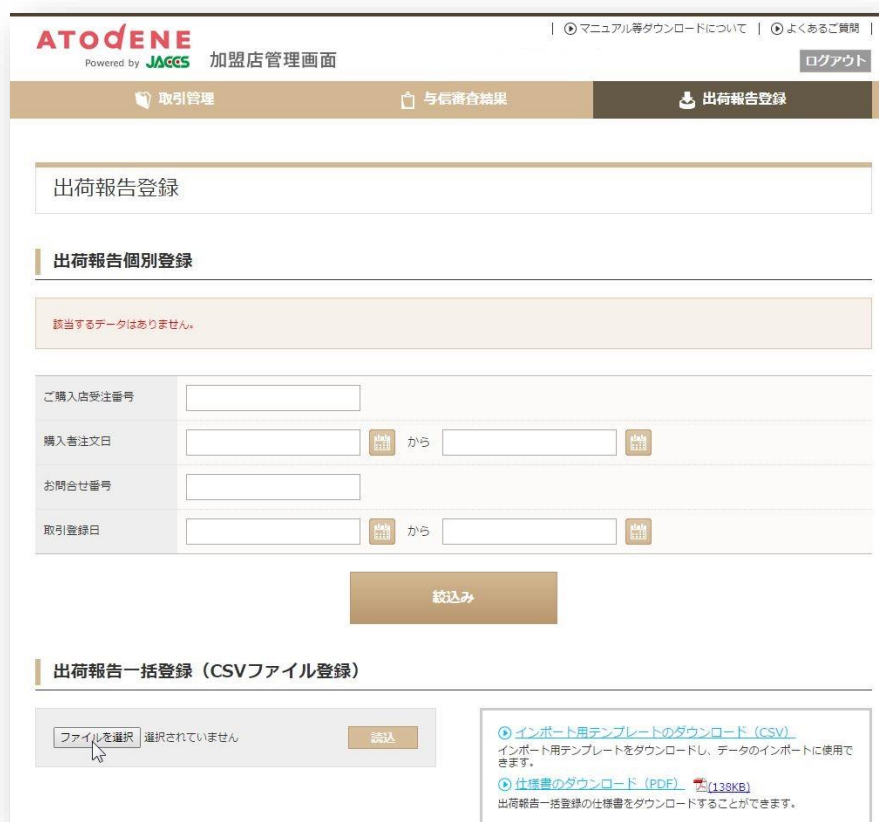 ATODENE
Powered by JACCS 加盟店管理画面
| マニュアル等ダウンロードについて | よくあるご質問 |
ログアウト
取引管理 与信審査結果 出荷報告登録
出荷報告登録
出荷報告個別登録
該当するデータはありません。
ご購入店受注番号
購入者注文日 から
お問合せ番号
取引登録日 から
絞込み
出荷報告一括登録（CSVファイル登録）
ファイルを選択 選択されていません 読込
インポート用テンプレートのダウンロード（CSV）
インポート用テンプレートをダウンロードし、データのインポートに使用で
きます。
仕様書のダウンロード（PDF） (138KB)
出荷報告一括登録の仕様書をダウンロードすることができます。